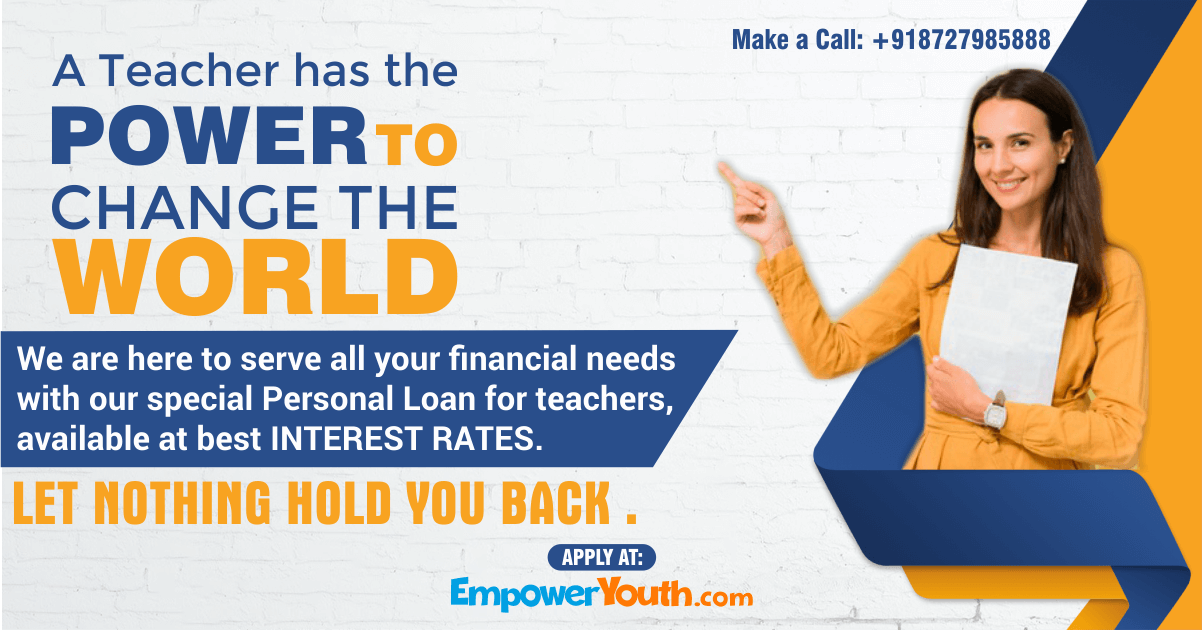 Make a Call: +918727985888
A Teacher has the
POWER TO
CHANGE THE
WORLD
We are here to serve all your financial needs
with our special Personal Loan for teachers,
available at best INTEREST RATES.
LET NOTHING HOLD YOU BACK .
APPLY AT:
EmpowerYouth.com